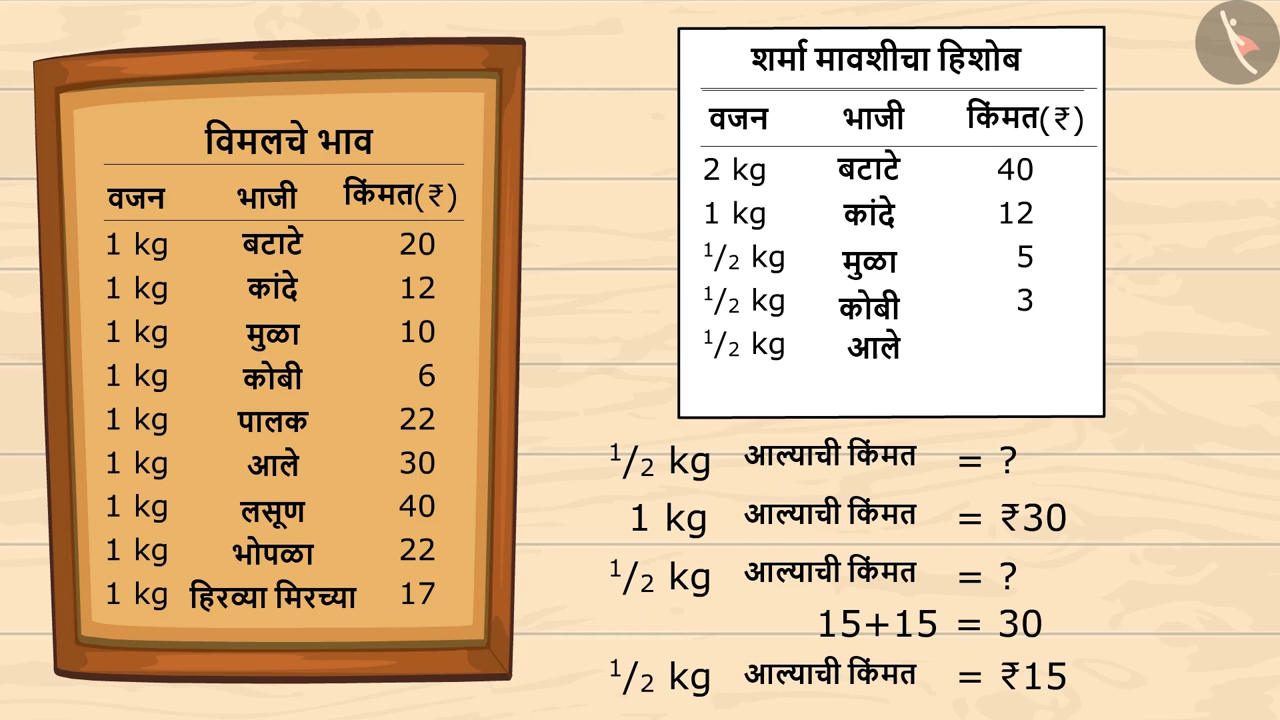 विमलचे भाव
वजन भाजी किंमत(₹)
1 kg बटाटे 20
1 kg कांदे 12
1 kg मुळा 10
1 kg कोबी 6
1 kg पालक 22
1 kg आले 30
1 kg लसूण 40
1 kg भोपळा 22
1 kg हिरव्या मिरच्या 17
शर्मा मावशीचा हिशोब
वजन भाजी किंमत(₹)
2 kg बटाटे 40
1 kg कांदे 12
1/2 kg मुळा 5
1/2 kg कोबी 3
1/2 kg आले
1/2 kg आल्याची किंमत = ?
1 kg आल्याची किंमत = ₹30
1/2 kg आल्याची किंमत = ?
15+15 = 30
1/2 kg आल्याची किंमत = ₹15